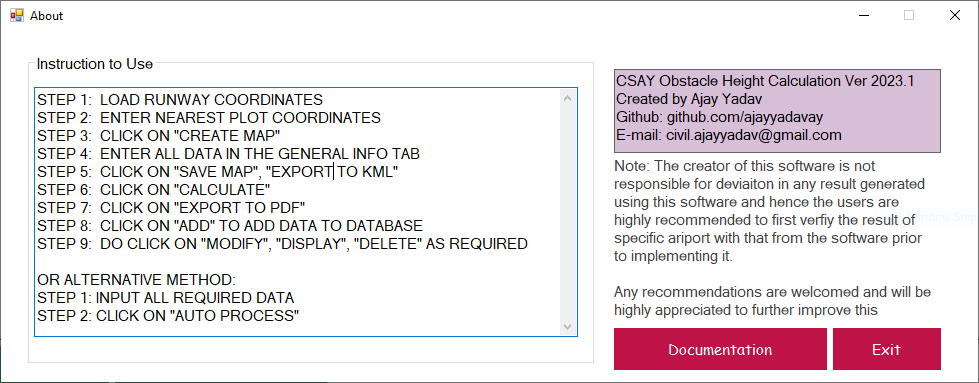 About
Instruction to Use
STEP 1:  LOAD RUNWAY COORDINATES
STEP 2:  ENTER NEAREST PLOT COORDINATES
STEP 3:  CLICK ON "CREATE MAP"
STEP 4:  ENTER ALL DATA IN THE GENERAL INFO TAB
STEP 5:  CLICK ON "SAVE MAP", "EXPORT TO KML"
STEP 6:  CLICK ON "CALCULATE"
STEP 7:  CLICK ON "EXPORT TO PDF"
STEP 8:  CLICK ON "ADD" TO ADD DATA TO DATABASE
STEP 9:  DO CLICK ON "MODIFY", "DISPLAY", "DELETE" AS REQUIRED
OR ALTERNATIVE METHOD:
STEP 1: INPUT ALL REQUIRED DATA
STEP 2: CLICK ON "AUTO PROCESS"
CSAY Obstacle Height Calculation Ver 2023.1
Created by Ajay Yadav
Github: github.com/ajayyadavay
E-mail: civil.ajayyadav@gmail.com
Note: The creator of this software is not
responsible for deviaiton in any result generated
using this software and hence the users are
highly recommended to first verfiy the result of
specific ariport with that from the software prior
to implementing it.
Any recommendations are welcomed and will be
highly appreciated to further improve this
Documentation
Exit